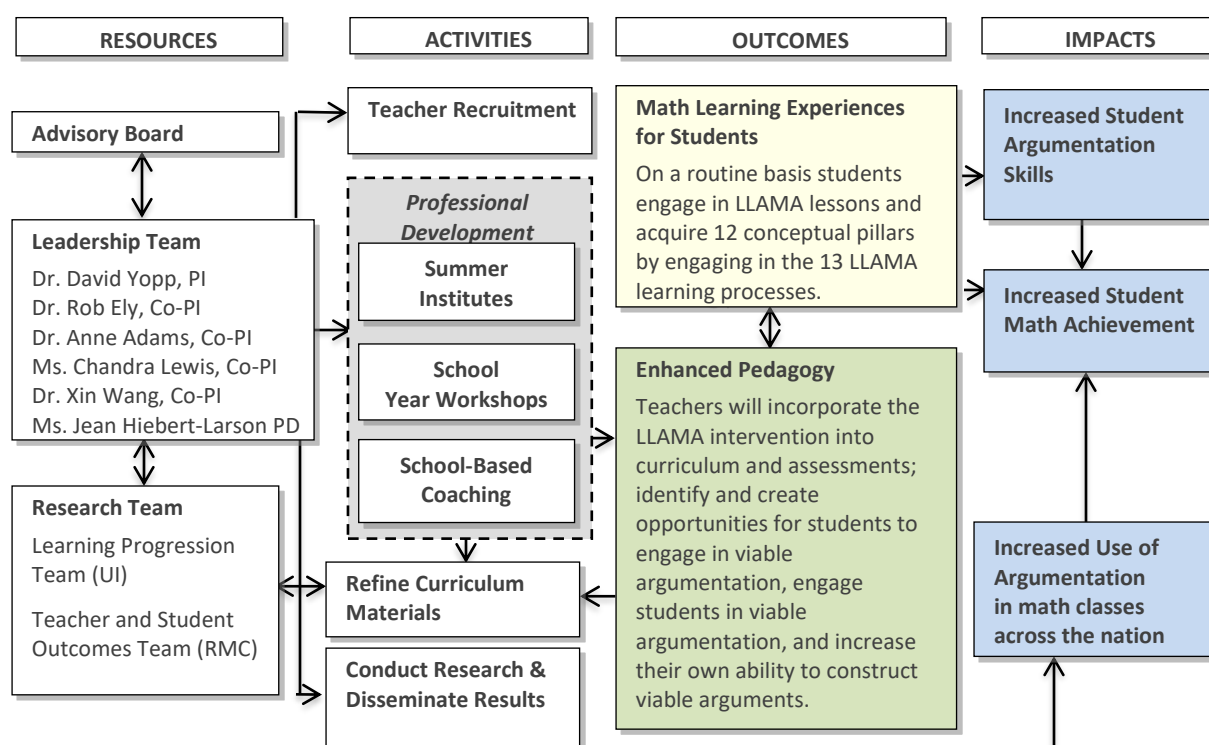 RESOURCES
ACTIVITIES
OUTCOMES
IMPACTS
Advisory Board
Leadership Team
Dr. David Yopp, PI
Dr. Rob Ely, Co-PI
Dr. Anne Adams, Co-PI
Ms. Chandra Lewis, Co-PI
Dr. Xin Wang, Co-PI
Ms. Jean Hiebert-Larson PD
Research Team
Learning Progression
Team (UI)
Teacher and Student
Outcomes Team (RMC)
Teacher Recruitment
Professional
Development
Summer
Institutes
School
Year Workshops
School-Based
Coaching
Refine Curriculum
Materials
Conduct Research &
Disseminate Results
Math Learning Experiences
for Students
On a routine basis students
engage in LLAMA lessons and
acquire 12 conceptual pillars
by engaging in the 13 LLAMA
learning processes.
Enhanced Pedagogy
Teachers will incorporate the
LLAMA intervention into
curriculum and assessments;
identify and create
opportunities for students to
engage in viable
argumentation, engage
students in viable
argumentation, and increase
their own ability to construct
viable arguments.
Increased Student
Argumentation
Skills
Increased Student
Math Achievement
Increased Use of
Argumentation
in math classes
across the nation